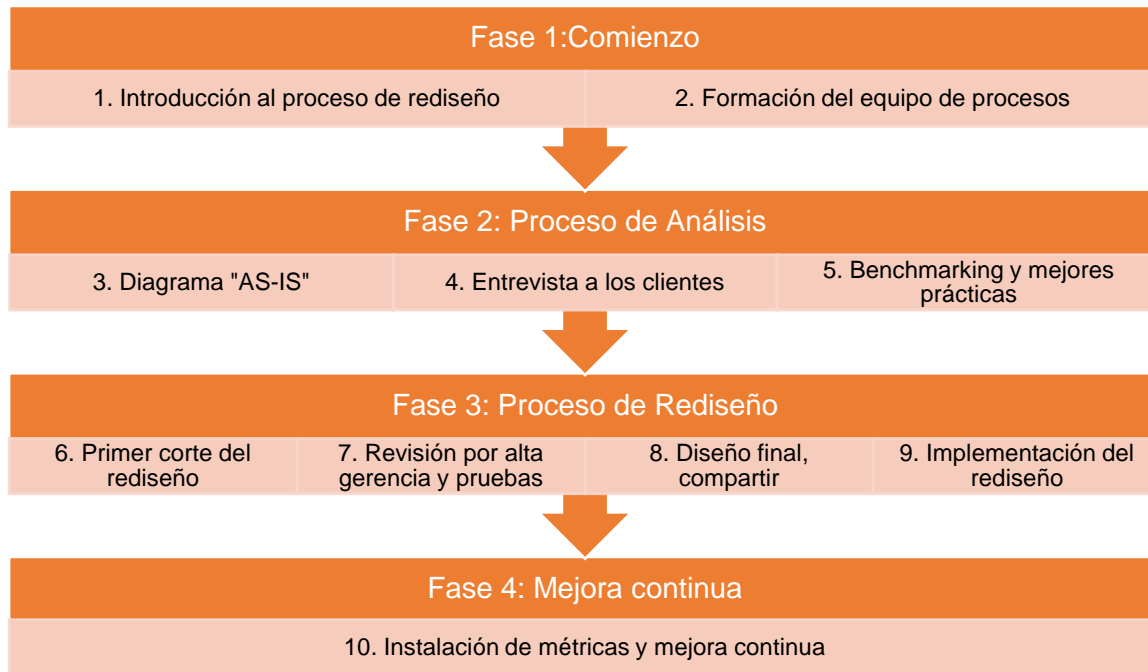 Fase 1:Comienzo
1. Introducción al proceso de rediseño
2. Formación del equipo de procesos
Fase 2: Proceso de Análisis
3. Diagrama "AS-IS"
4. Entrevista a los clientes
5. Benchmarking y mejores
prácticas
Fase 3: Proceso de Rediseño
6. Primer corte del
rediseño
7. Revisión por alta
gerencia y pruebas
8. Diseño final,
compartir
9. Implementación del
rediseño
Fase 4: Mejora continua
10. Instalación de métricas y mejora continua